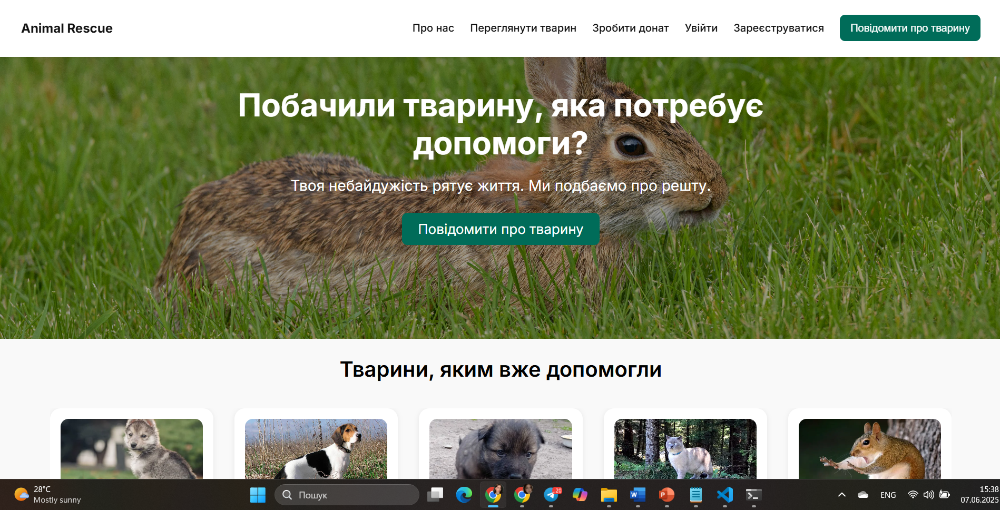 Animal Rescue
Про нас
Переглянути тварин
Зробити донат
Увійти
Зареєструватися
Повідомити про тварину
Побачили тварину, яка потребує
допомоги?
Твоя небайдужість рятує життя. Ми подбаємо про решту.
Повідомити про тварину
Тварини, яким вже допомогли
28°C
Mostly sunny
Пошук
..20
ENG
15:38
07.06.2025